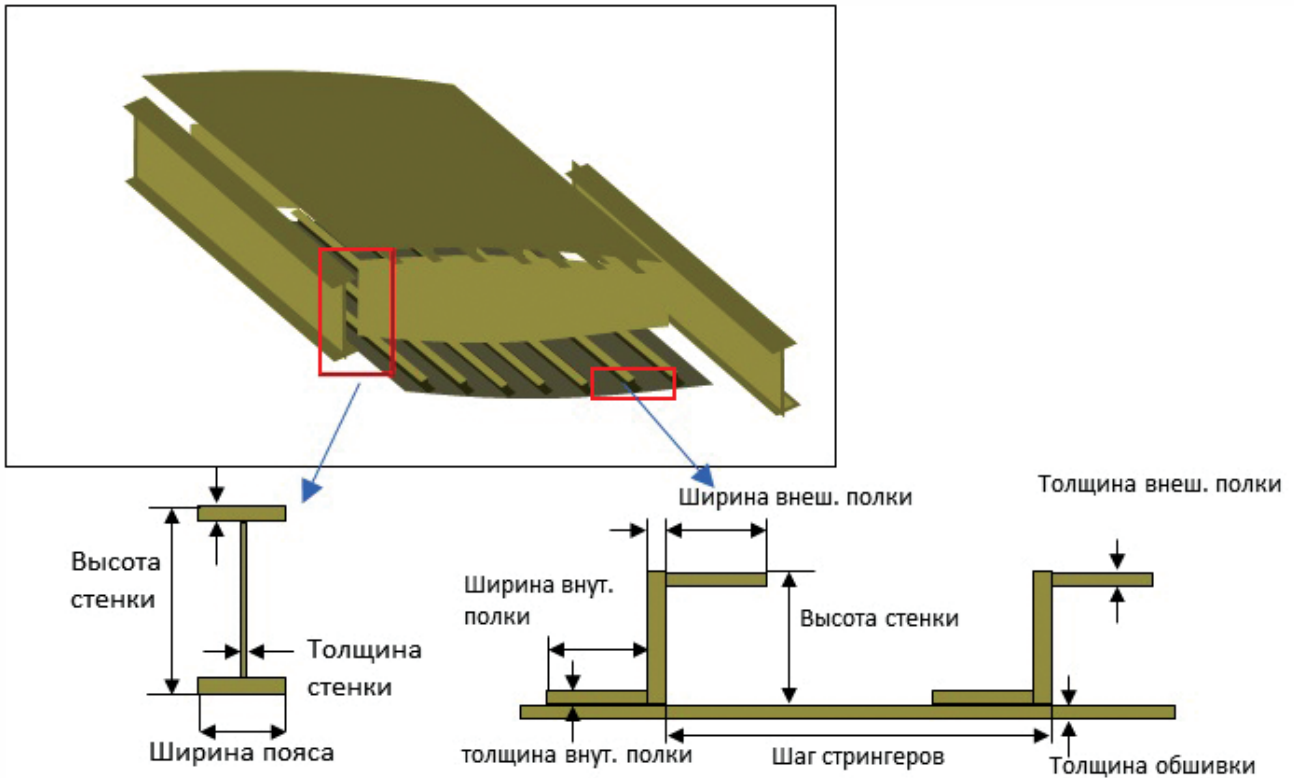 Ширина внеш. полки
Толщина внеш. полки
Высота
стенки
Ширина внут.
полки
Высота стенки
Толщина
стенки
Ширина пояса
толщина внут. полки
Шаг стрингеров
Толщина обшивки